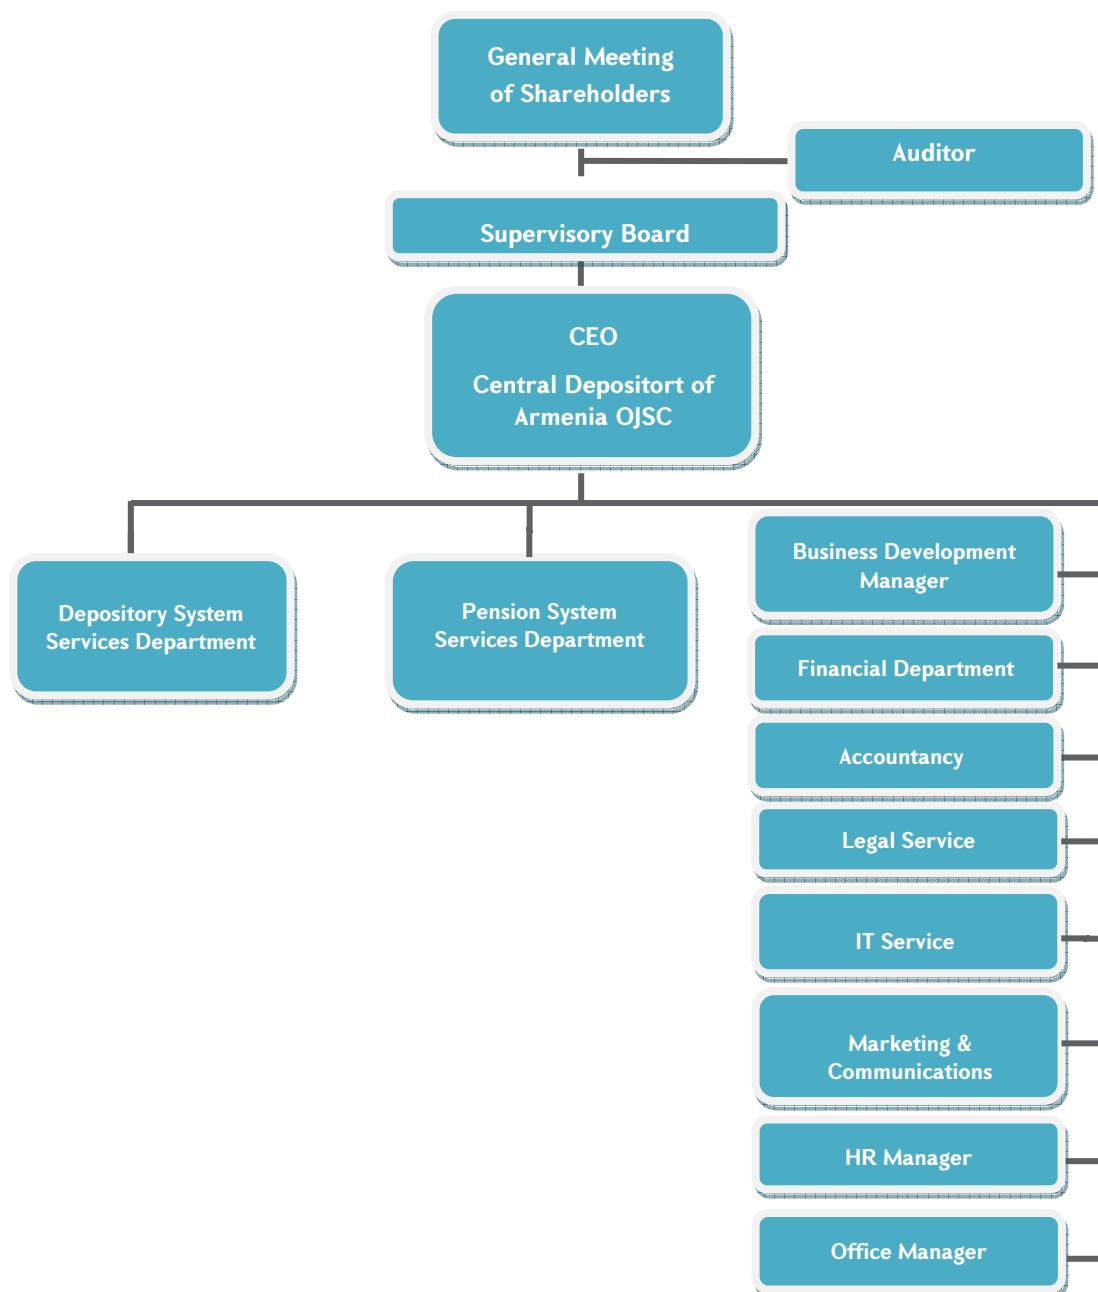 General Meeting
of Shareholders
Auditor
Supervisory Board
CEO
Central Depositort of
Armenia OJSC
Business Development
Manager
Depository System
Services Department
Pension System
Services Department
Financial Department
Accountancy
Legal Service
IT Service
Marketing &
Communications
HR Manager
Office Manager